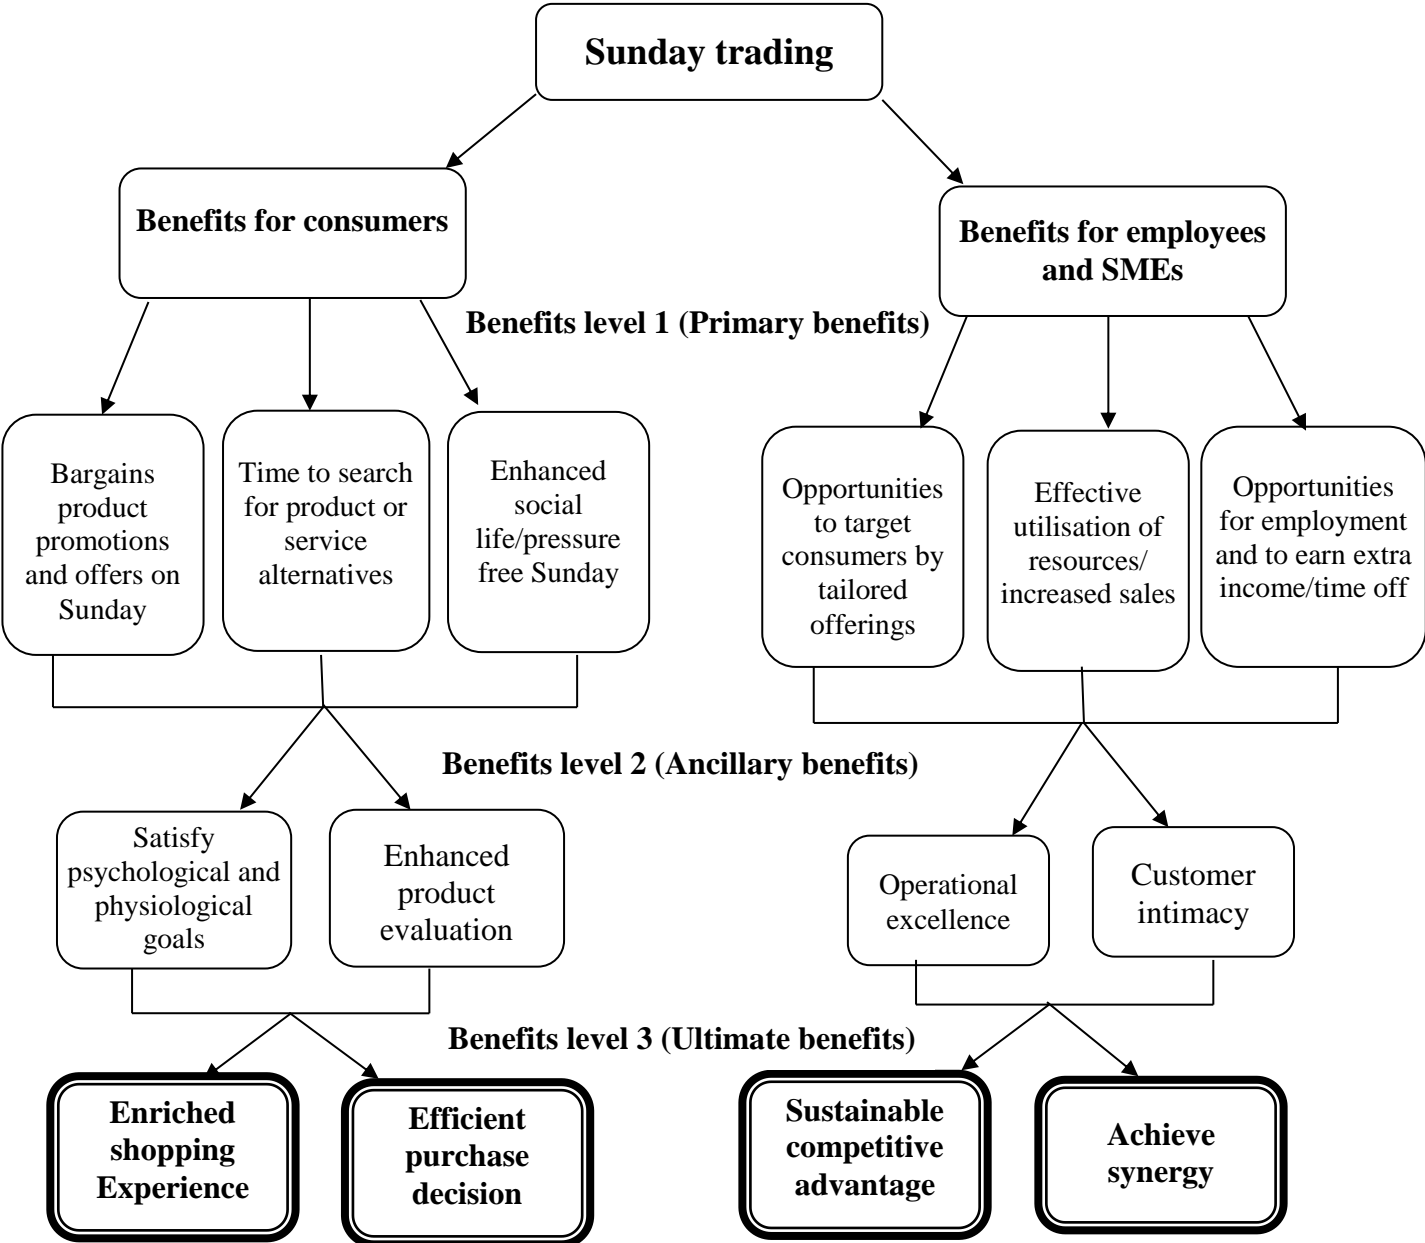 Sunday trading
Benefits for consumers
Benefits for employees
and SMEs
Benefits level 1 (Primary benefits)
Bargains
product
promotions
and offers on
Sunday
Time to search
for product or
service
alternatives
Enhanced
social
life/pressure
free Sunday
Opportunities
to target
consumers by
tailored
offerings
Effective
utilisation of
resources/
increased sales
Opportunities
for employment
and to earn extra
income/time off
Benefits level 2 (Ancillary benefits)
Satisfy
psychological and
physiological
goals
Enhanced
product
evaluation
Operational
excellence
Customer
intimacy
Benefits level 3 (Ultimate benefits)
Enriched
shopping
Experience
Efficient
purchase
decision
Sustainable
competitive
advantage
Achieve
synergy